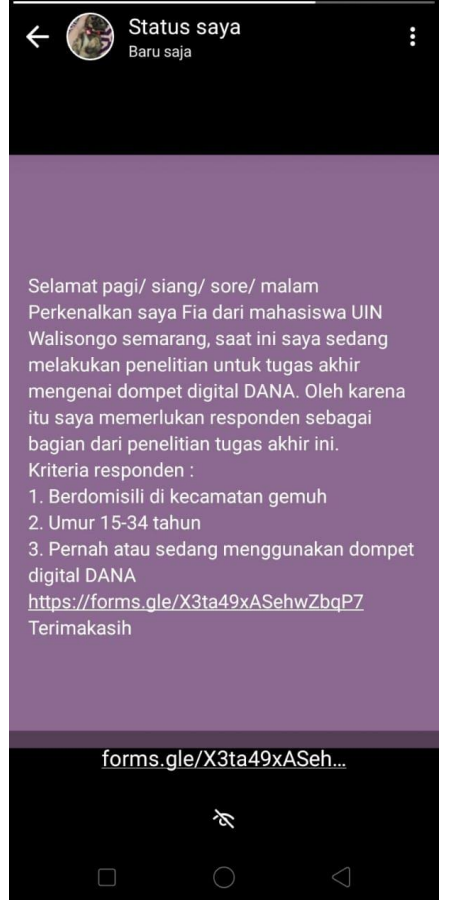 Status saya
Baru saja
Selamat pagi/ siang/ sore/ malam
Perkenalkan saya Fia dari mahasiswa UIN
Walisongo semarang, saat ini saya sedang
melakukan penelitian untuk tugas akhir
mengenai dompet digital DANA. Oleh karena
itu saya memerlukan responden sebagai
bagian dari penelitian tugas akhir ini.
Kriteria responden :
1. Berdomisili di kecamatan gemuh
2. Umur 15-34 tahun
3. Pernah atau sedang menggunakan dompet
digital DANA
https://forms.gle/X3ta49xASehwZbqP7
Terimakasih
forms.gle/X3ta49xASeh...